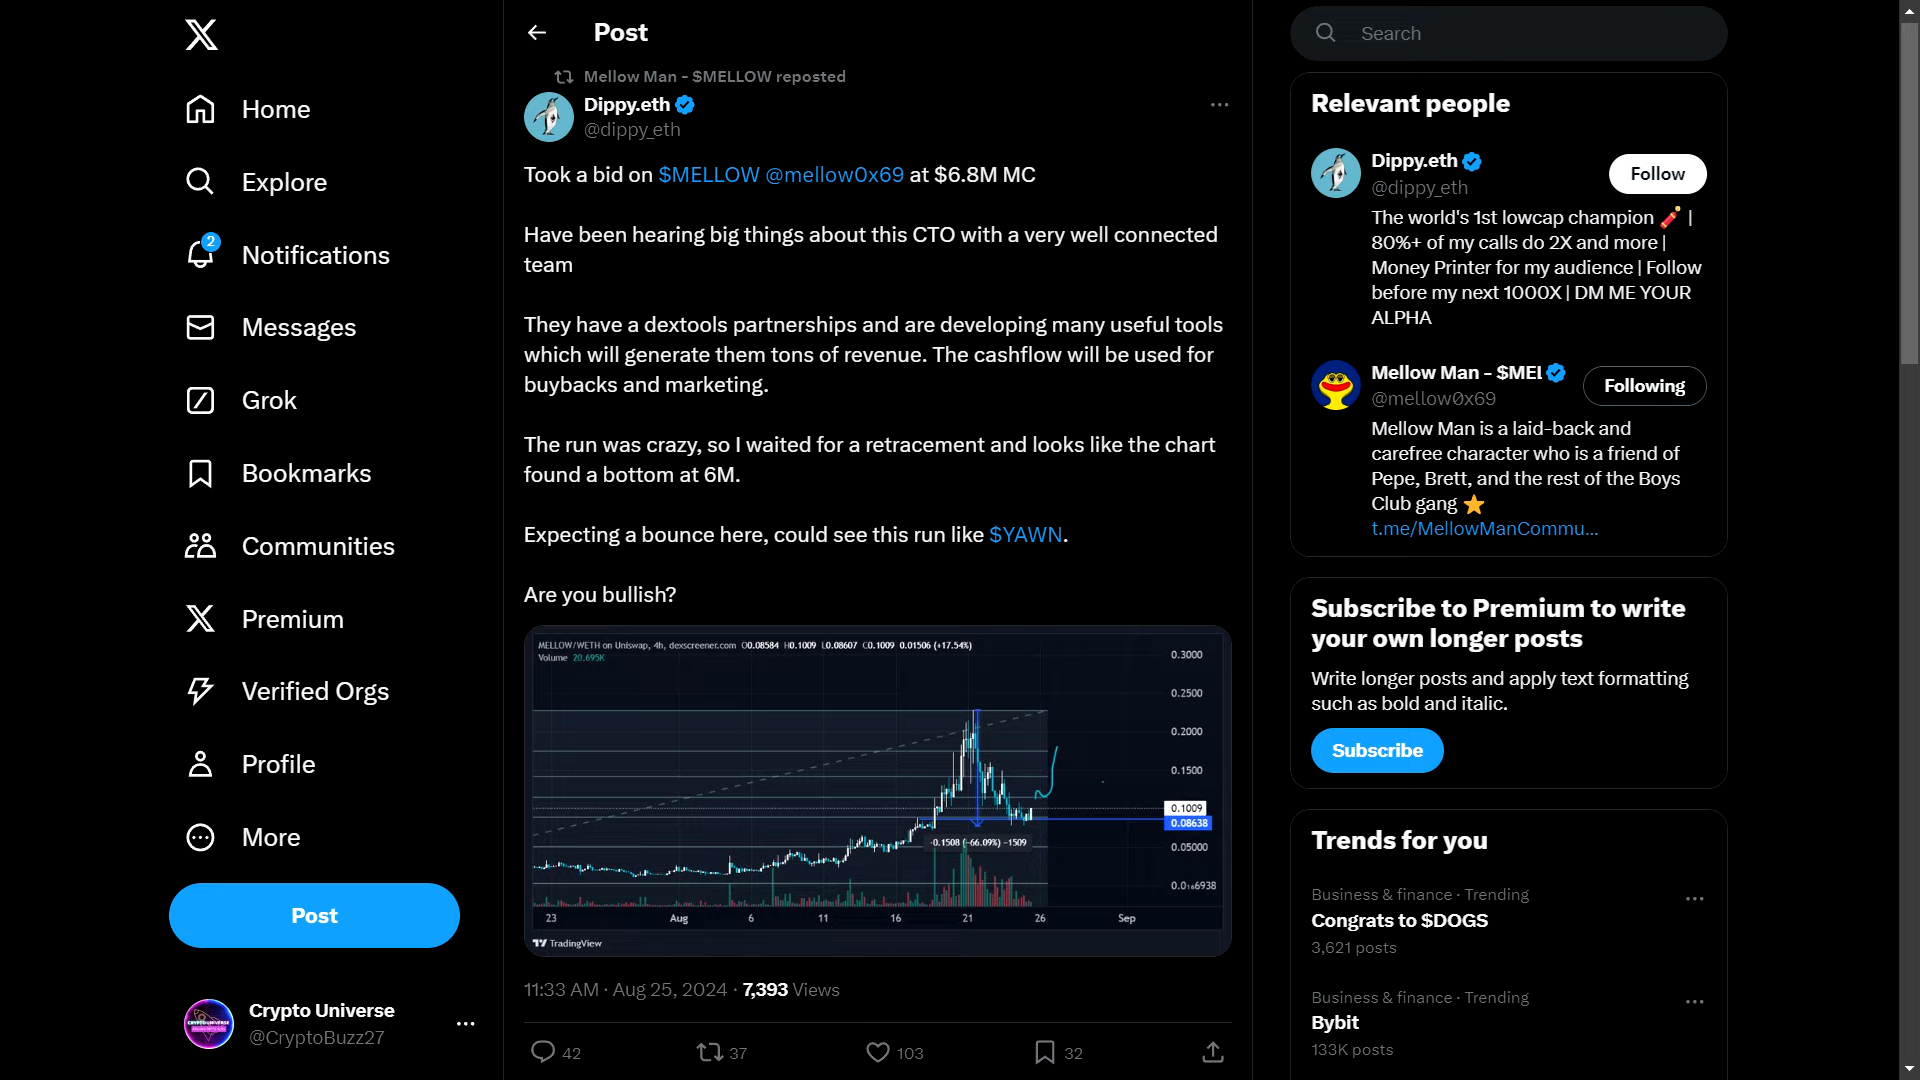 Home
Explore
2
Notifications
Messages
Grok
Bookmarks
Communities
Premium
Verified Orgs
Profile
More
Post
Crypto Universe
@CryptoBuzz27
Post
Mellow Man - $MELLOW reposted
Dippy.eth
@dippy_eth
Took a bid on $MELLOW @mellow0x69 at $6.8M MC
Have been hearing big things about this CTO with a very well connected
team
They have a dextools partnerships and are developing many useful tools
which will generate them tons of revenue. The cashflow will be used for
buybacks and marketing.
The run was crazy, so I waited for a retracement and looks like the chart
found a bottom at 6M.
Expecting a bounce here, could see this run like $YAWN.
Are you bullish?
MELLOW/WETH on Uniswap, 4h, dexscreener.com O0.08584 H0.1009 L0.08607 C0.1009 0.01506 (+17.54%)
Volume 20.695K
0.3000
0.2500
0.2000
0.1500
0.1009
0.08638
0.05000
0.0₁₆6938
-0.1508 (-66.09%) -1509
23 Aug 6 11 16 21 26 Sep
TradingView
11:33 AM · Aug 25, 2024 · 7,393 Views
42 37 103 32
Search
Relevant people
Dippy.eth
@dippy_eth
Follow
The world's 1st lowcap champion 🧨 |
80%+ of my calls do 2X and more |
Money Printer for my audience | Follow
before my next 1000X | DM ME YOUR
ALPHA
Mellow Man - $MEL
@mellow0x69
Following
Mellow Man is a laid-back and
carefree character who is a friend of
Pepe, Brett, and the rest of the Boys
Club gang ⭐
t.me/MellowManCommu...
Subscribe to Premium to write
your own longer posts
Write longer posts and apply text formatting
such as bold and italic.
Subscribe
Trends for you
Business & finance · Trending
Congrats to $DOGS
3,621 posts
Business & finance · Trending
Bybit
133K posts